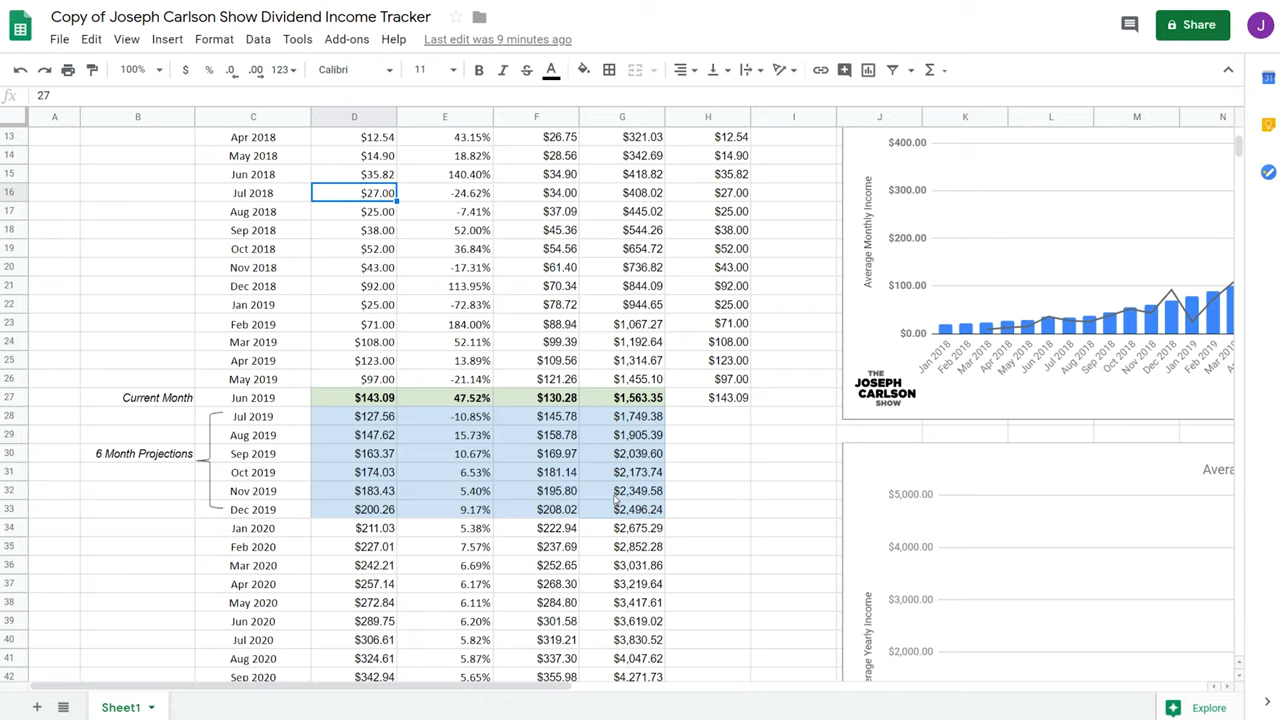 Copy of Joseph Carlson Show Dividend Income Tracker
File Edit View Insert Format Data Tools Add-ons Help Last edit was 9 minutes ago
Share
J
100% $ % .0 .00 123 Calibri 11 B I S A
fx 27
A B C D E F G H I J K L M N
13 Apr 2018 $12.54 43.15% $26.75 $321.03 $12.54
14 May 2018 $14.90 18.82% $28.56 $342.69 $14.90
15 Jun 2018 $35.82 140.40% $34.90 $418.82 $35.82
16 Jul 2018 $27.00 -24.62% $34.00 $408.02 $27.00
17 Aug 2018 $25.00 -7.41% $37.09 $445.02 $25.00
18 Sep 2018 $38.00 52.00% $45.36 $544.26 $38.00
19 Oct 2018 $52.00 36.84% $54.56 $654.72 $52.00
20 Nov 2018 $43.00 -17.31% $61.40 $736.82 $43.00
21 Dec 2018 $92.00 113.95% $70.34 $844.09 $92.00
22 Jan 2019 $25.00 -72.83% $78.72 $944.65 $25.00
23 Feb 2019 $71.00 184.00% $88.94 $1,067.27 $71.00
24 Mar 2019 $108.00 52.11% $99.39 $1,192.64 $108.00
25 Apr 2019 $123.00 13.89% $109.56 $1,314.67 $123.00
26 May 2019 $97.00 -21.14% $121.26 $1,455.10 $97.00
27 Current Month Jun 2019 $143.09 47.52% $130.28 $1,563.35 $143.09
28 Jul 2019 $127.56 -10.85% $145.78 $1,749.38
29 Aug 2019 $147.62 15.73% $158.78 $1,905.39
30 6 Month Projections Sep 2019 $163.37 10.67% $169.97 $2,039.60
31 Oct 2019 $174.03 6.53% $181.14 $2,173.74
32 Nov 2019 $183.43 5.40% $195.80 $2,349.58
33 Dec 2019 $200.26 9.17% $208.02 $2,496.24
34 Jan 2020 $211.03 5.38% $222.94 $2,675.29
35 Feb 2020 $227.01 7.57% $237.69 $2,852.28
36 Mar 2020 $242.21 6.69% $252.65 $3,031.86
37 Apr 2020 $257.14 6.17% $268.30 $3,219.64
38 May 2020 $272.84 6.11% $284.80 $3,417.61
39 Jun 2020 $289.75 6.20% $301.58 $3,619.02
40 Jul 2020 $306.61 5.82% $319.21 $3,830.52
41 Aug 2020 $324.61 5.87% $337.30 $4,047.62
42 Sep 2020 $342.94 5.65% $355.98 $4,271.73
Average Monthly Income
$400.00
$300.00
$200.00
$100.00
$0.00
Jan 2018 Feb 2018 Mar 2018 Apr 2018 May 2018 Jun 2018 Jul 2018 Aug 2018 Sep 2018 Oct 2018 Nov 2018 Dec 2018 Jan 2019 Feb 2019 Mar
THE
JOSEPH
CARLSON
SHOW
Avera
erage Yearly Income
$5,000.00
$4,000.00
$3,000.00
$2,000.00
31
Sheet1
Explore